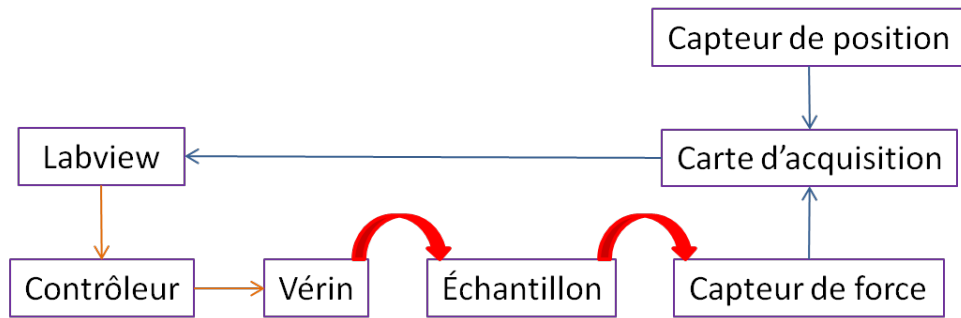 Capteur de position
Labview
Carte d'acquisition
Contrôleur
Vérin
Échantillon
Capteur de force